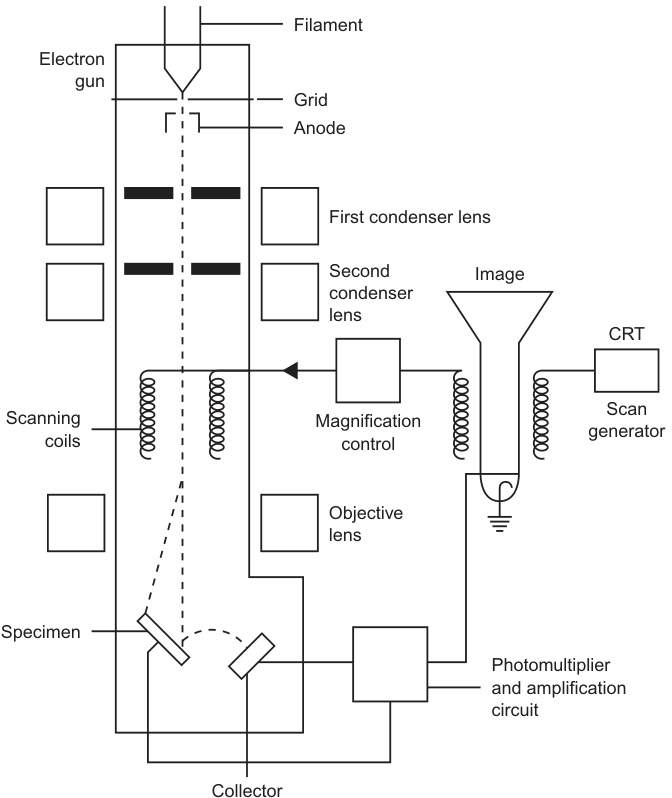 Filament
Electron
gun
Grid
Anode
First condenser lens
Second
condenser
lens
Image
CRT
Scan
generator
Magnification
control
Scanning
coils
Objective
lens
Specimen
Photomultiplier
and amplification
circuit
Collector